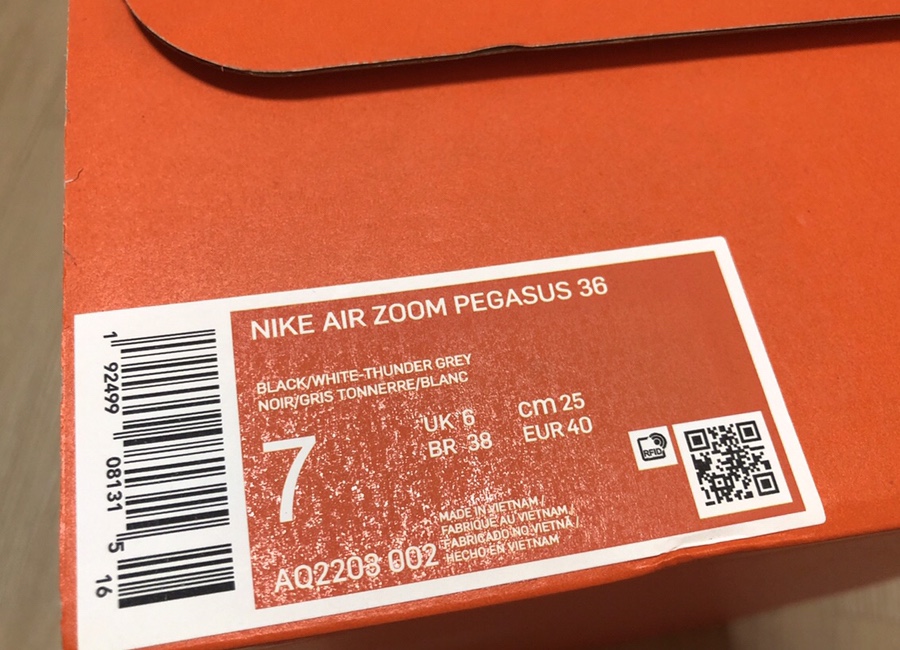 NIKE AIR ZOOM PEGASUS 36
BLACK/WHITE-THUNDER GREY
NOIR/GRIS TONNERRE/BLANC
7
UK 6
cm 25
BR 38
EUR 40
RFID
MADE IN VIETNAM /
FABRIQUÉ AU VIETNAM /
FABRICADO NO VIETNÃ /
HECHO EN VIETNAM
AQ2203 002
1 92499 08131 5 16